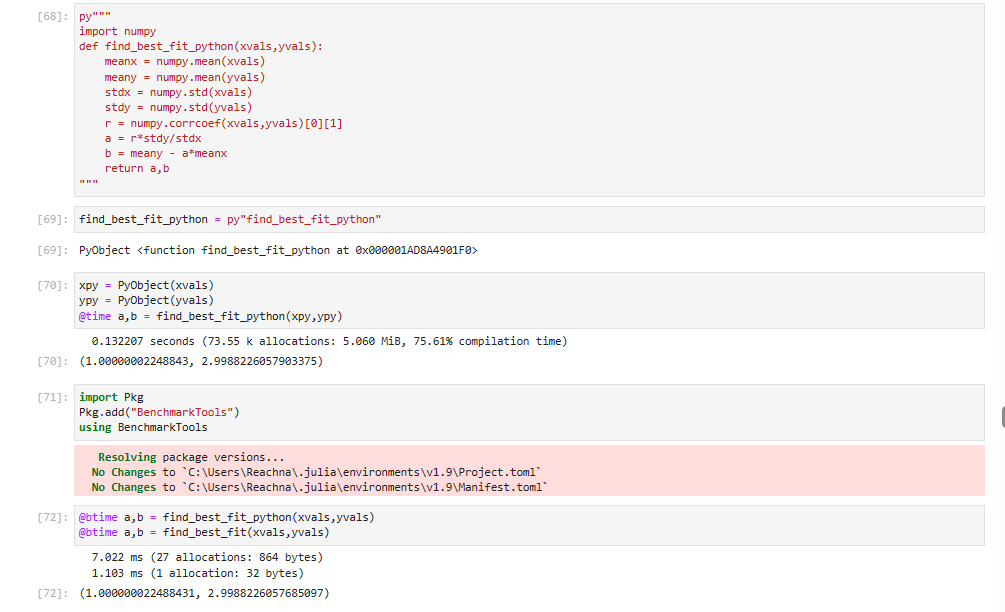 [68]: py"""
import numpy
def find_best_fit_python(xvals,yvals):
    meanx = numpy.mean(xvals)
    meany = numpy.mean(yvals)
    stdx = numpy.std(xvals)
    stdy = numpy.std(yvals)
    r = numpy.corrcoef(xvals,yvals)[0][1]
    a = r*stdy/stdx
    b = meany - a*meanx
    return a,b
"""
[69]: find_best_fit_python = py"find_best_fit_python"
[69]: PyObject <function find_best_fit_python at 0x000001AD8A4901F0>
[70]: xpy = PyObject(xvals)
ypy = PyObject(yvals)
@time a,b = find_best_fit_python(xpy,ypy)
0.132207 seconds (73.55 k allocations: 5.060 MiB, 75.61% compilation time)
[70]: (1.00000002248843, 2.9988226057903375)
[71]: import Pkg
Pkg.add("BenchmarkTools")
using BenchmarkTools
Resolving package versions...
No Changes to `C:\Users\Reachna\.julia\environments\v1.9\Project.toml`
No Changes to `C:\Users\Reachna\.julia\environments\v1.9\Manifest.toml`
[72]: @btime a,b = find_best_fit_python(xvals,yvals)
@btime a,b = find_best_fit(xvals,yvals)
7.022 ms (27 allocations: 864 bytes)
1.103 ms (1 allocation: 32 bytes)
[72]: (1.000000022488431, 2.9988226057685097)